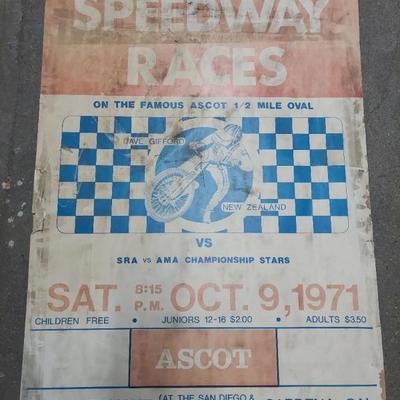 SPEEDWAY
RACES
ON THE FAMOUS ASCOT 1/2 MILE OVAL
DAVE GIFFORD
NEW ZEALAND
VS
SRA vs AMA CHAMPIONSHIP STARS
SAT. 8:15 P.M. OCT. 9, 1971
CHILDREN FREE • JUNIORS 12-16 $2.00 • ADULTS $3.50
ASCOT
(AT THE SAN DIEGO &
GARDENA, CAL